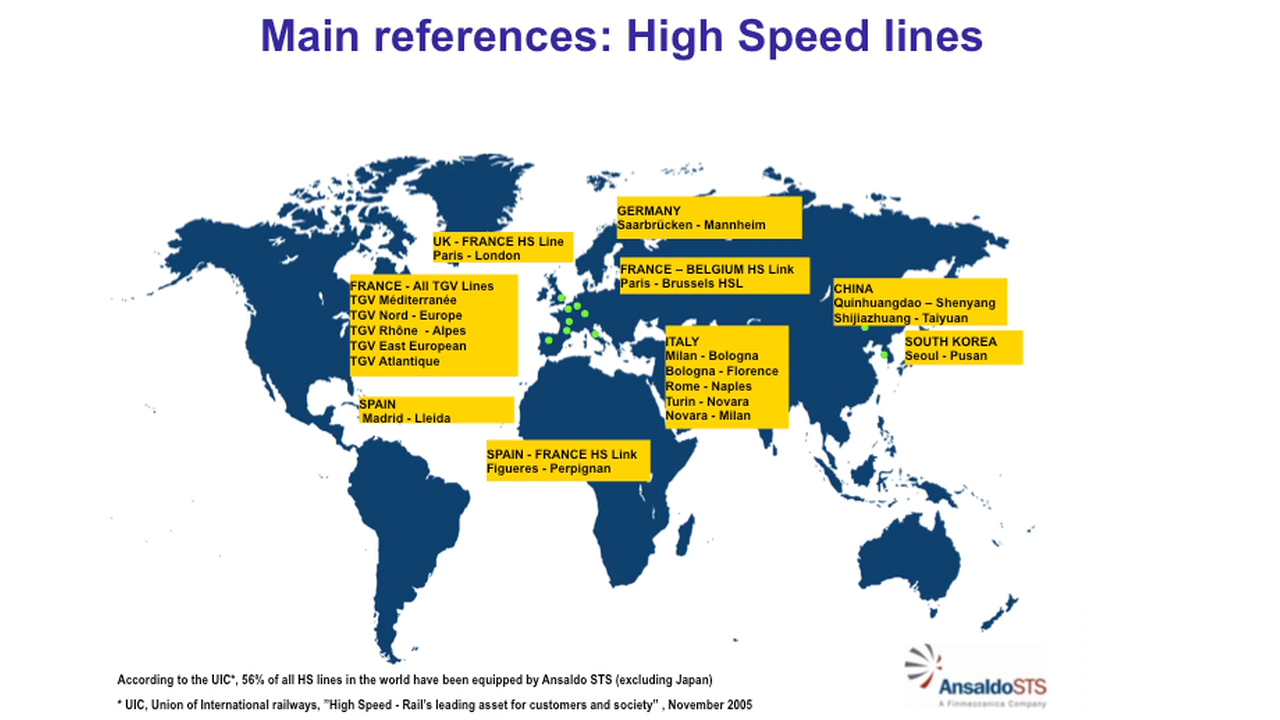 Main references: High Speed lines
GERMANY
Saarbrücken - Mannheim
UK - FRANCE HS Line
Paris - London
FRANCE – BELGIUM HS Link
Paris - Brussels HSL
FRANCE - All TGV Lines
TGV Méditerranée
TGV Nord - Europe
TGV Rhône - Alpes
TGV East European
TGV Atlantique
CHINA
Quinhuangdao – Shenyang
Shijiazhuang - Taiyuan
SOUTH KOREA
Seoul - Pusan
ITALY
Milan - Bologna
Bologna - Florence
Rome - Naples
Turin - Novara
Novara - Milan
SPAIN
Madrid - Lleida
SPAIN - FRANCE HS Link
Figueres - Perpignan
According to the UIC*, 56% of all HS lines in the world have been equipped by Ansaldo STS (excluding Japan)
* UIC, Union of International railways, ”High Speed - Rail’s leading asset for customers and society” , November 2005
AnsaldoSTS
A Finmeccanica Company